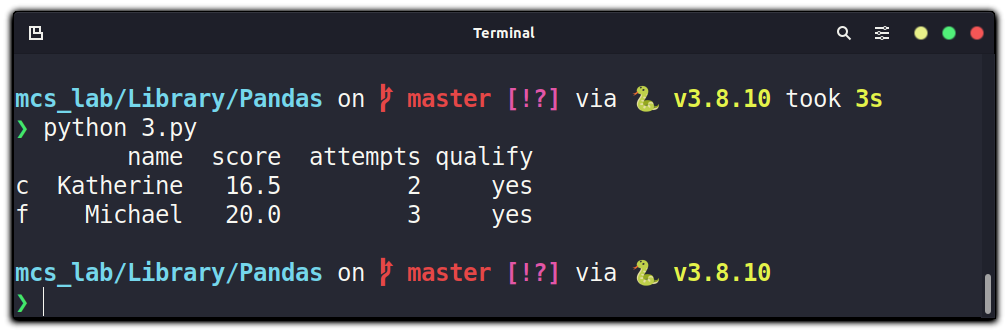 Terminal
mcs_lab/Library/Pandas on master [!?] via 🐍 v3.8.10 took 3s
❯ python 3.py
        name  score  attempts qualify
c  Katherine   16.5         2     yes
f    Michael   20.0         3     yes
mcs_lab/Library/Pandas on master [!?] via 🐍 v3.8.10
❯